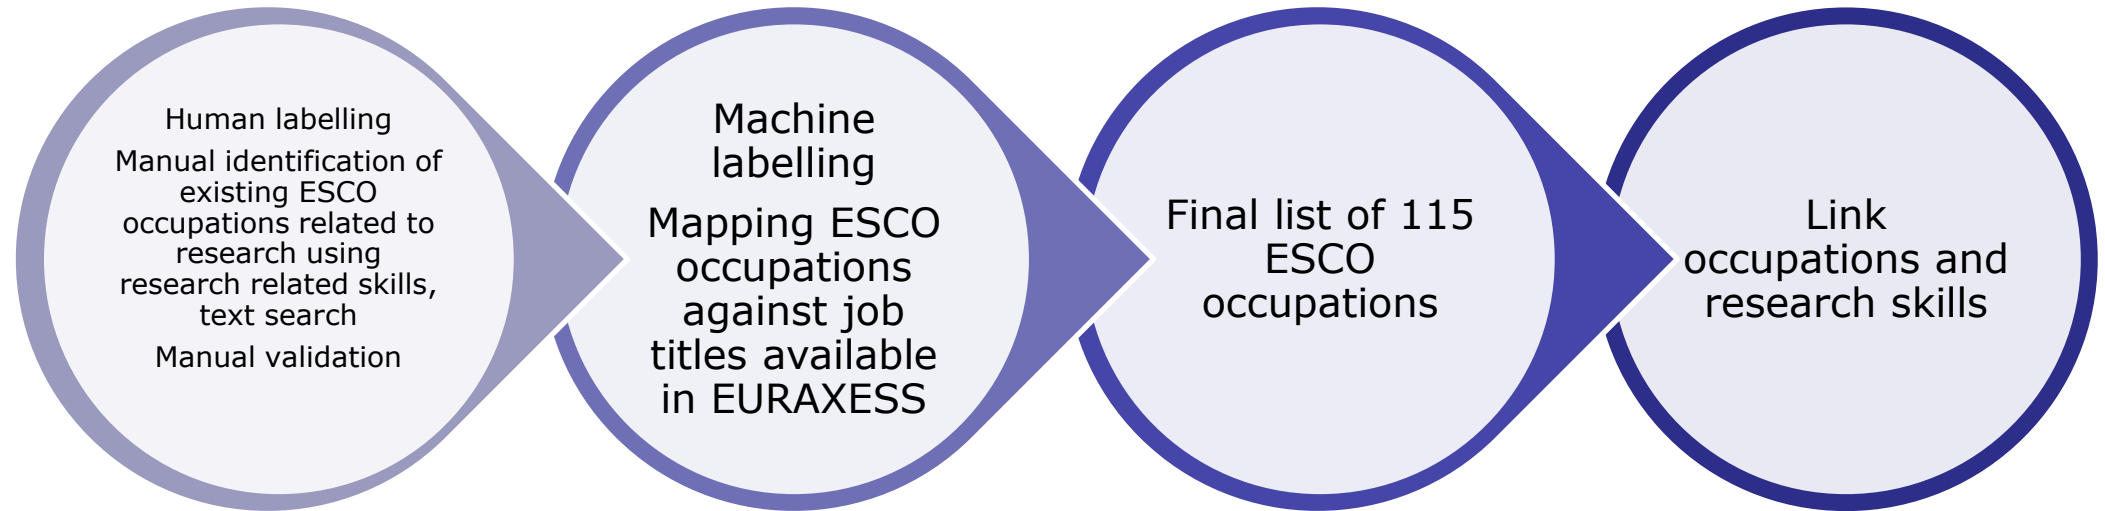 Human labelling
Manual identification of
existing ESCO
occupations related to
research using
research related skills,
text search
Manual validation
Machine
labelling
Mapping ESCO
occupations
against job
titles available
in EURAXESS
Final list of 115
ESCO
occupations
Link
occupations and
research skills